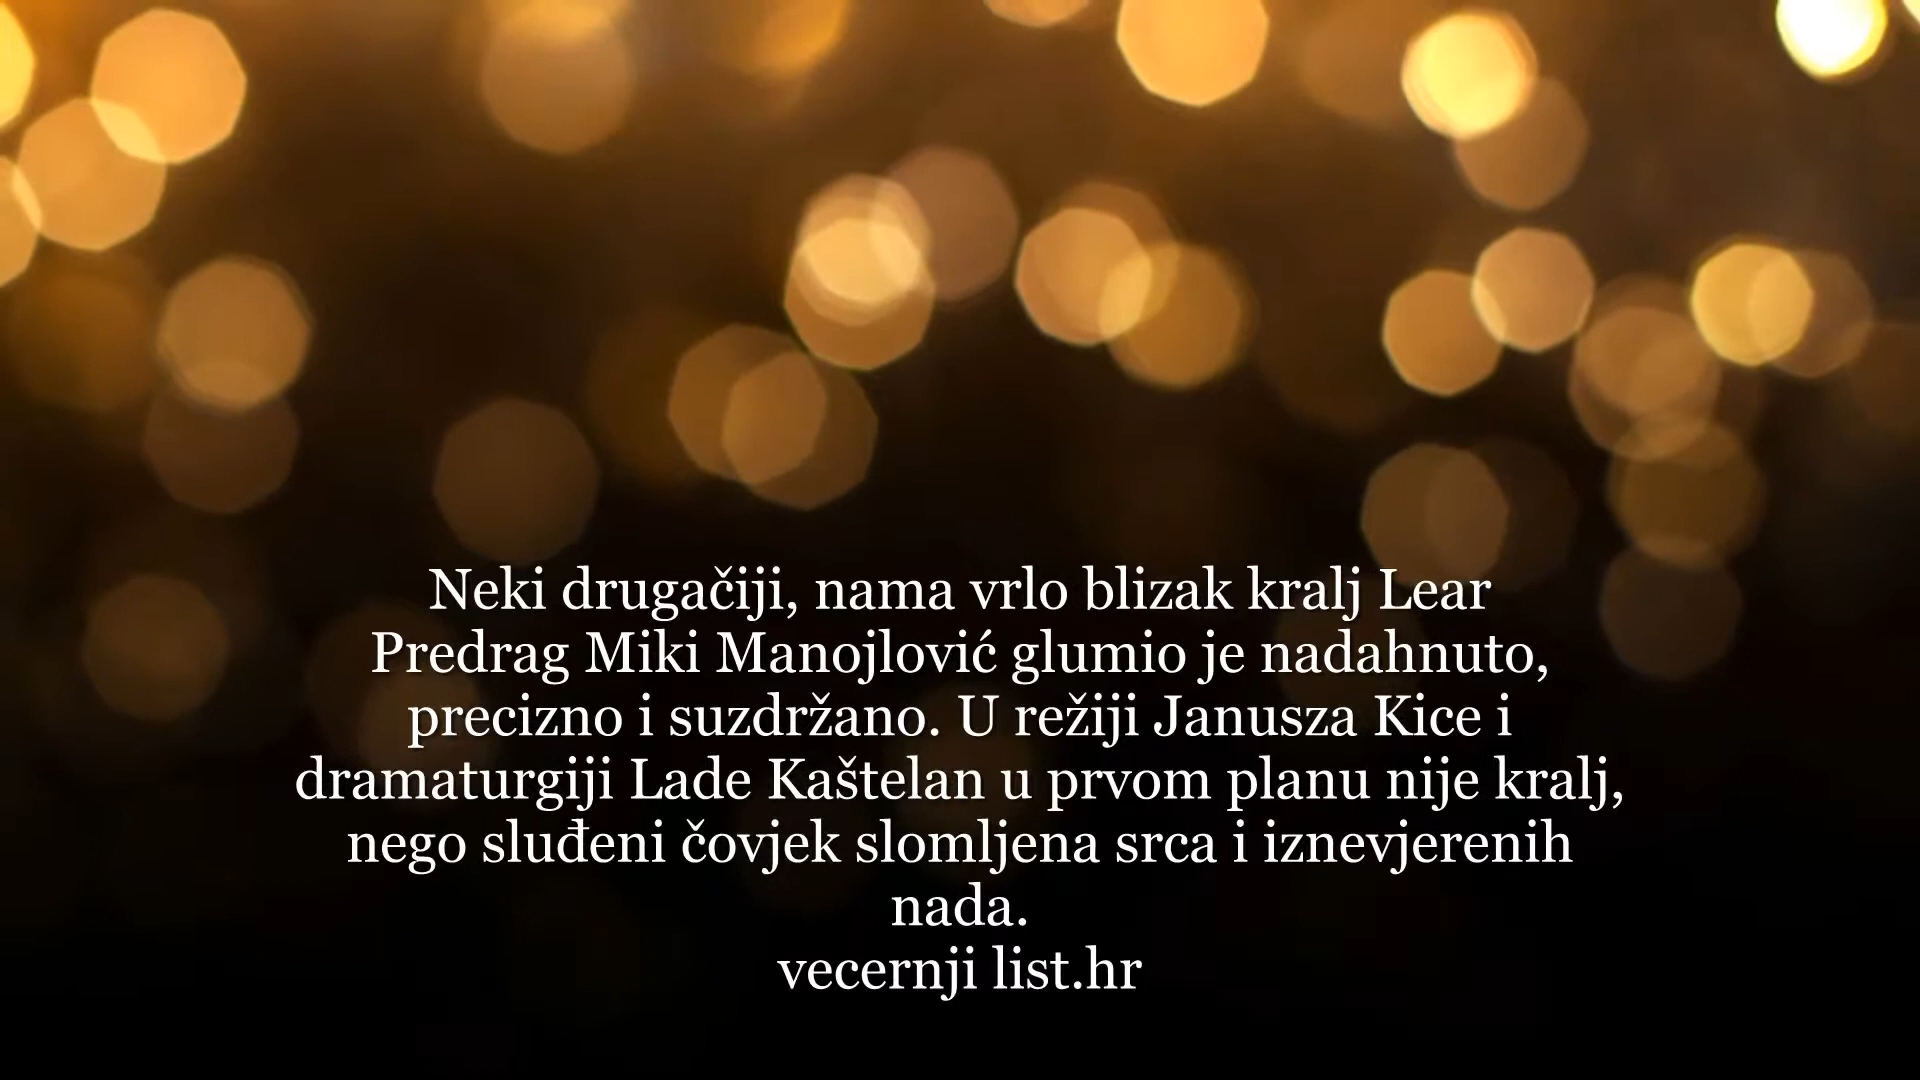 Neki drugačiji, nama vrlo blizak kralj Lear
Predrag Miki Manojlović glumio je nadahnuto,
precizno i suzdržano. U režiji Janusza Kice i
dramaturgiji Lade Kaštelan u prvom planu nije kralj,
nego sluđeni čovjek slomljena srca i iznevjerenih
nada.
vecernji list.hr